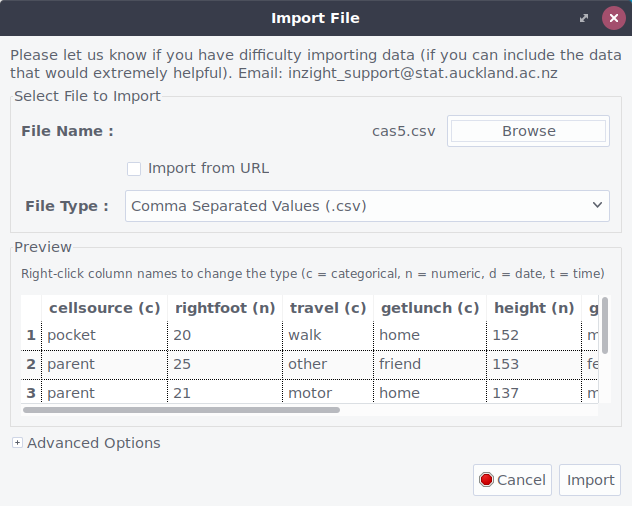 Import File
Please let us know if you have difficulty importing data (if you can include the data
that would extremely helpful). Email: inzight_support@stat.auckland.ac.nz
Select File to Import
File Name : cas5.csv Browse
Import from URL
File Type : Comma Separated Values (.csv)
Preview
Right-click column names to change the type (c = categorical, n = numeric, d = date, t = time)
cellsource (c) rightfoot (n) travel (c) getlunch (c) height (n) g
1 pocket 20 walk home 152 m
2 parent 25 other friend 153 fe
3 parent 21 motor home 137 m
Advanced Options
Cancel Import